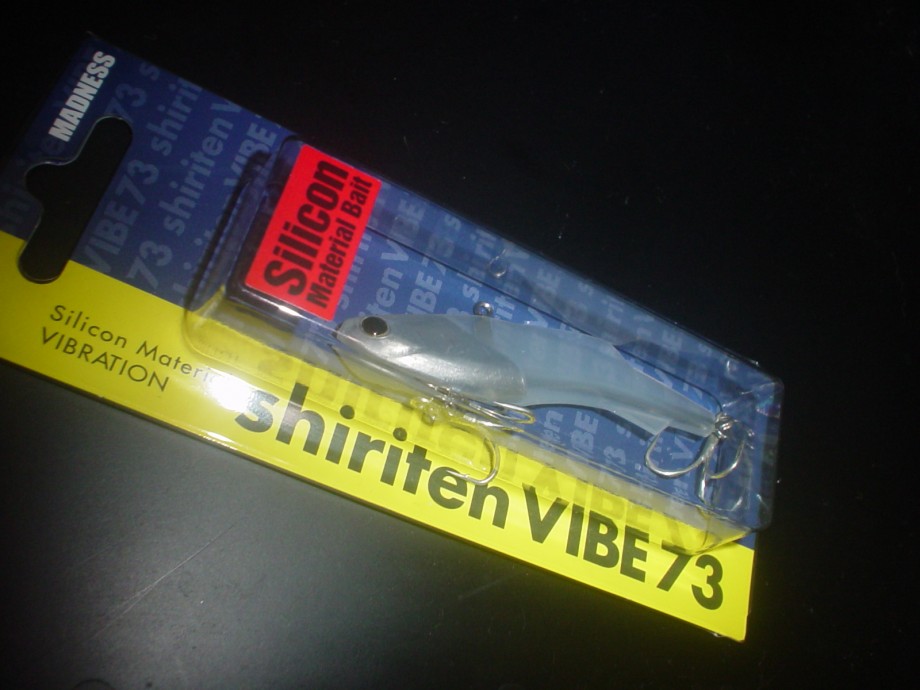 MADNESS
Silicon
Material Bait
Silicon Materi
VIBRATION
shiriten VIBE 73